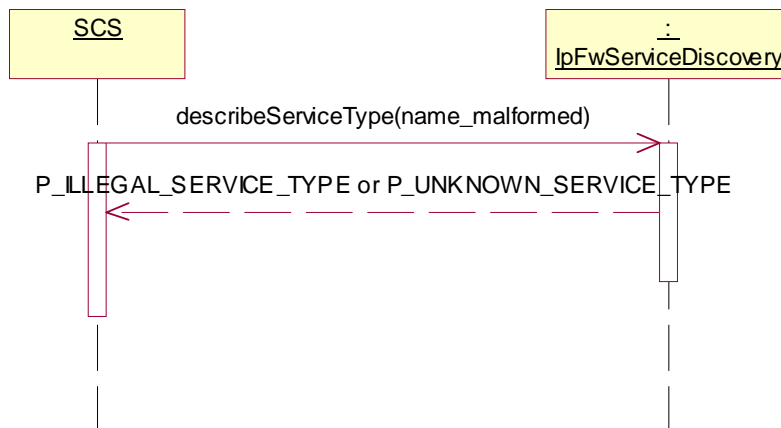 SCS
:
IpFwServiceDiscovery
describeServiceType(name_malformed)
P_ILLEGAL_SERVICE_TYPE or P_UNKNOWN_SERVICE_TYPE